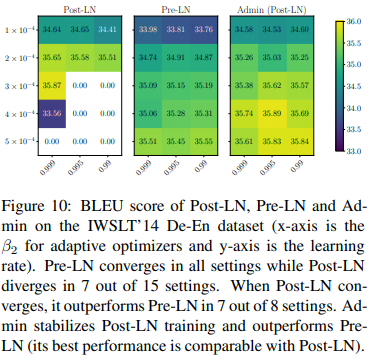 Post-LN Pre-LN Admin (Post-LN)
1 × 10⁻⁴ 34.64 34.65 34.41 33.98 33.81 33.76 34.58 34.53 34.60 36.0
35.5
2 × 10⁻⁴ 35.65 35.58 35.51 34.74 34.91 34.87 35.26 35.03 35.25 35.0
3 × 10⁻⁴ 35.87 0.00 0.00 34.09 35.15 35.19 35.38 35.62 35.57 34.5
4 × 10⁻⁴ 33.56 0.00 0.00 35.06 35.28 35.31 35.74 35.89 35.69 34.0
33.5
5 × 10⁻⁴ 0.00 0.00 0.00 35.51 35.45 35.55 35.61 35.83 35.84 33.0
0.999 0.995 0.99 0.999 0.995 0.99 0.999 0.995 0.99
Figure 10: BLEU score of Post-LN, Pre-LN and Ad-
min on the IWSLT'14 De-En dataset (x-axis is the
β₂ for adaptive optimizers and y-axis is the learning
rate). Pre-LN converges in all settings while Post-LN
diverges in 7 out of 15 settings. When Post-LN con-
verges, it outperforms Pre-LN in 7 out of 8 settings. Ad-
min stabilizes Post-LN training and outperforms Pre-
LN (its best performance is comparable with Post-LN).